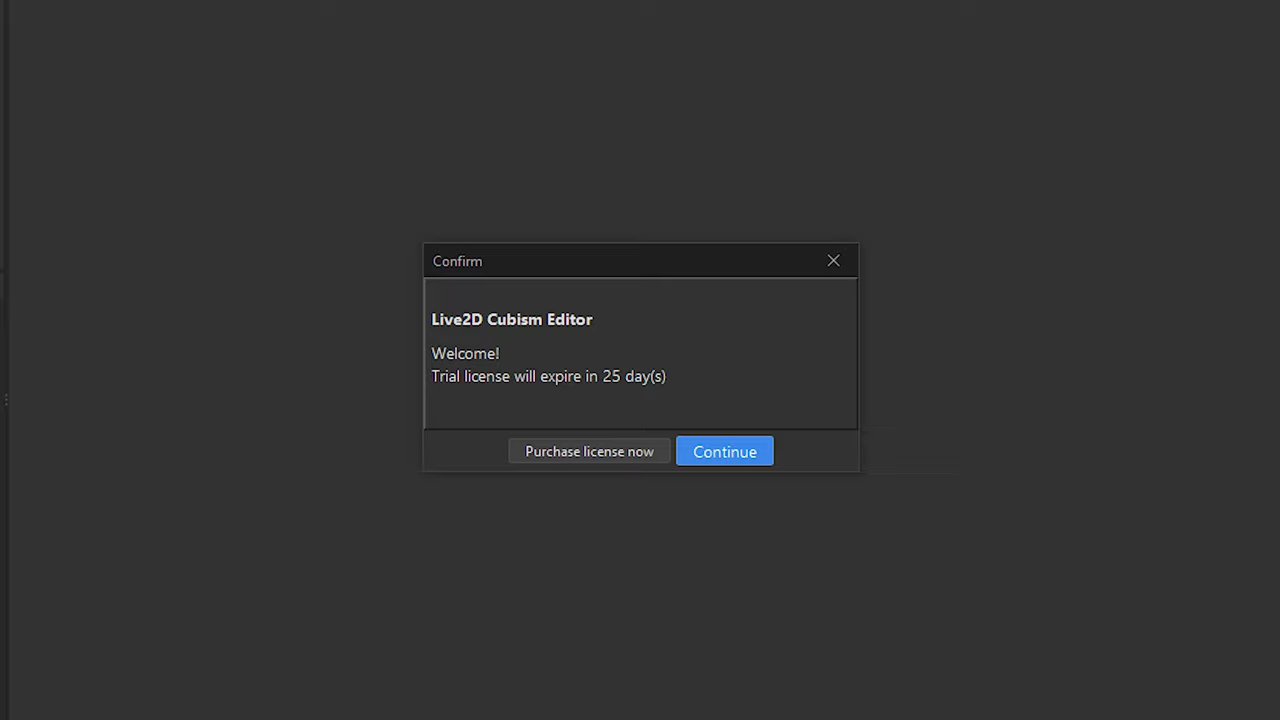 Confirm
Live2D Cubism Editor
Welcome!
Trial license will expire in 25 day(s)
Purchase license now
Continue